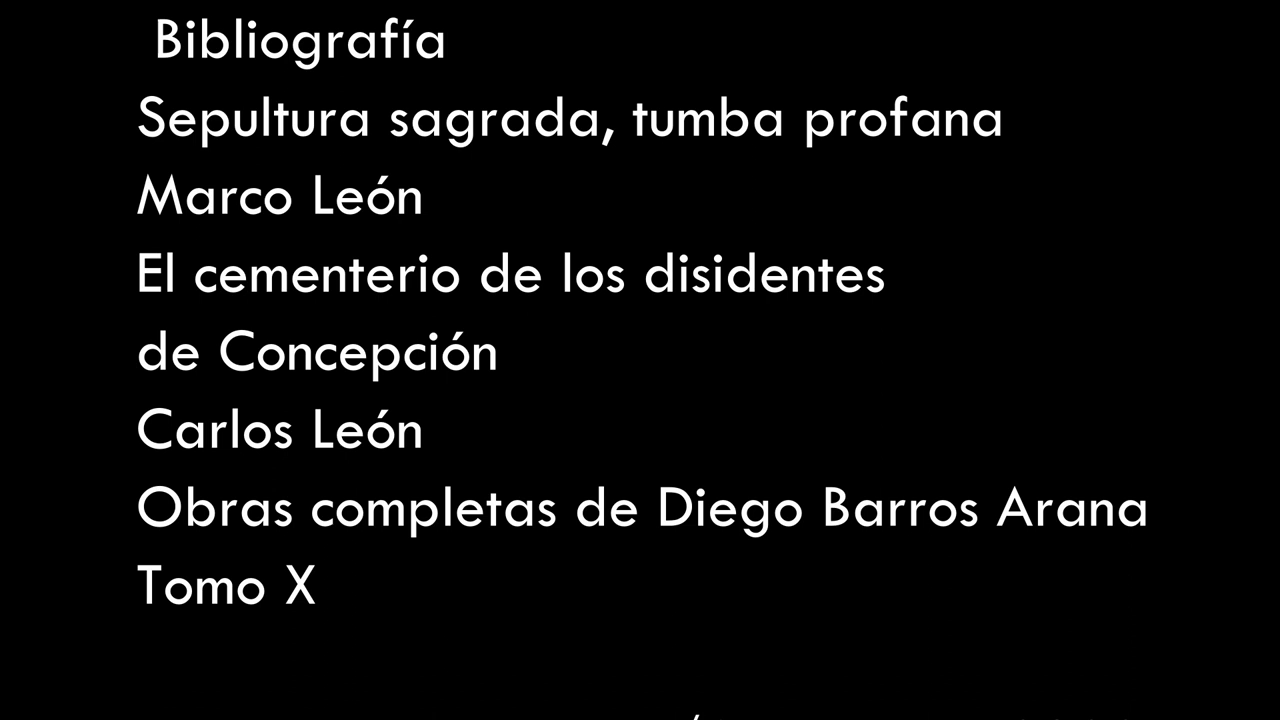 Bibliografía
Sepultura sagrada, tumba profana
Marco León
El cementerio de los disidentes
de Concepción
Carlos León
Obras completas de Diego Barros Arana
Tomo X